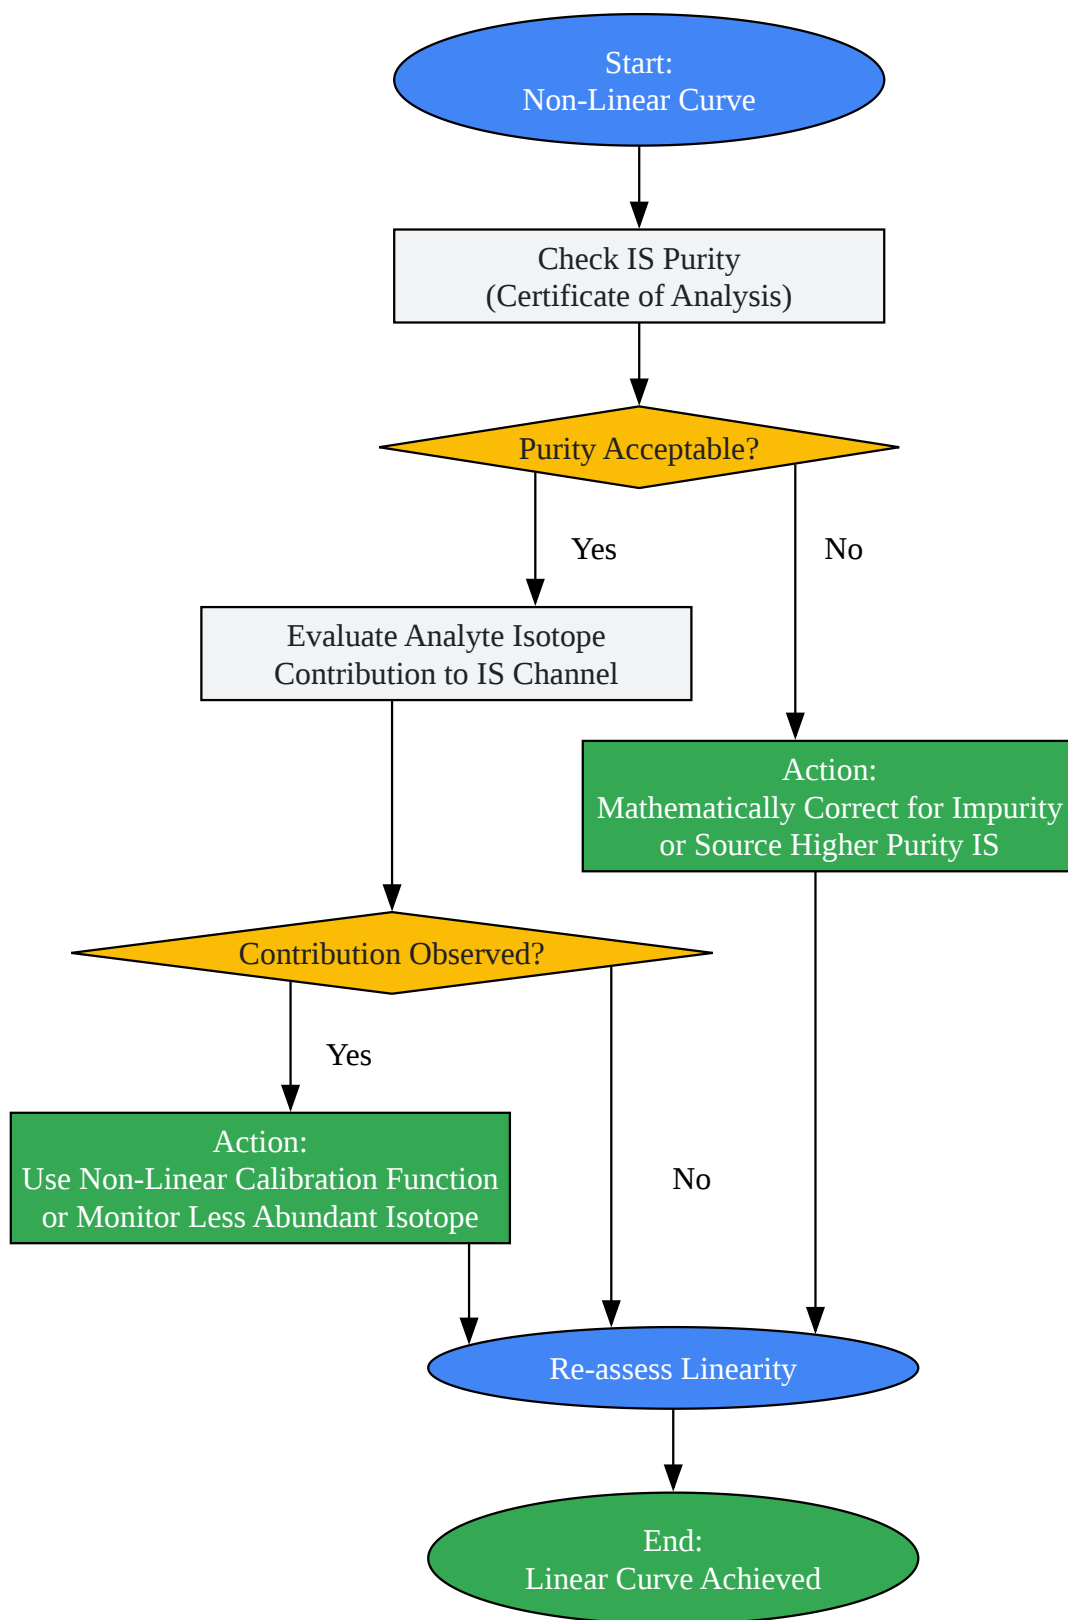 Start:
Non-Linear Curve
Check IS Purity
(Certificate of Analysis)
Purity Acceptable?
Yes
No
Evaluate Analyte Isotope
Contribution to IS Channel
Action:
Mathematically Correct for Impurity
or Source Higher Purity IS
Contribution Observed?
Yes
Action:
Use Non-Linear Calibration Function
or Monitor Less Abundant Isotope
No
Re-assess Linearity
End:
Linear Curve Achieved